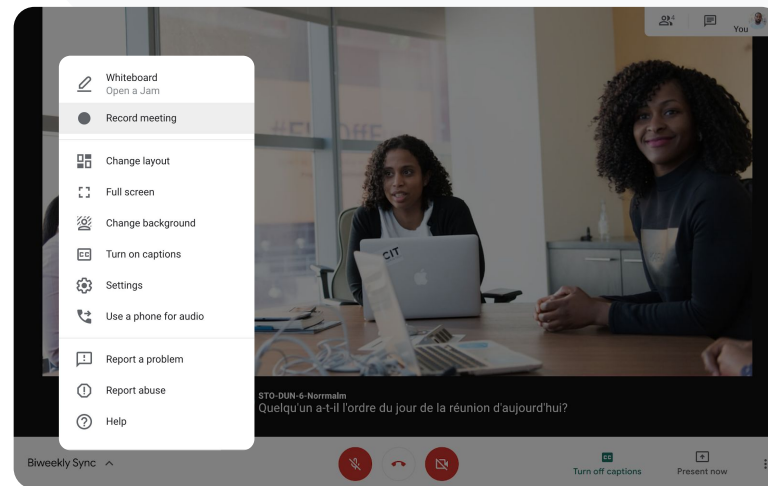 4
You
Whiteboard
Open a Jam
Record meeting
Change layout
Full screen
Change background
Turn on captions
Settings
Use a phone for audio
Report a problem
Report abuse
Help
CIT
STO-DUN-6-Norrmalm
Quelqu'un a-t-il l'ordre du jour de la réunion d'aujourd'hui?
Biweekly Sync
Turn off captions
Present now